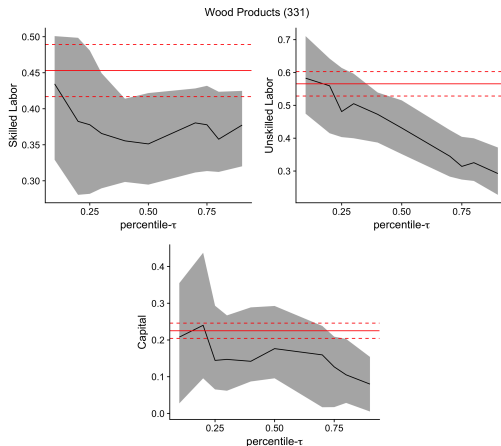 Wood Products (331)
Skilled Labor
0.50
0.45
0.40
0.35
0.30
0.25 0.50 0.75
percentile-τ
Unskilled Labor
0.7
0.6
0.5
0.4
0.3
0.25 0.50 0.75
percentile-τ
Capital
0.4
0.3
0.2
0.1
0.0
0.25 0.50 0.75
percentile-τ